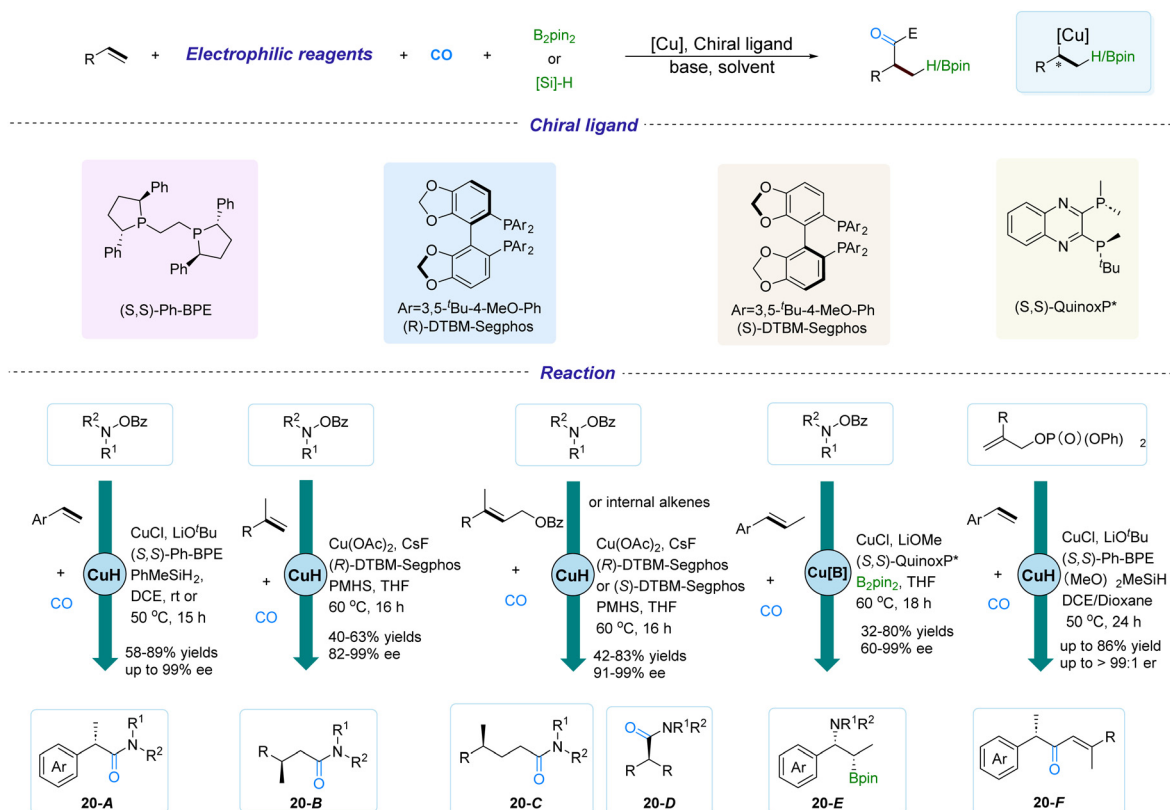 R
+
Electrophilic reagents
+
CO
+
B2pin2
or
[Si]-H
[Cu], Chiral ligand
base, solvent
O
E
R
H/Bpin
[Cu]
R
*
H/Bpin
Chiral ligand
Ph
P
Ph
Ph
P
Ph
(S,S)-Ph-BPE
O
O
PAr2
PAr2
O
O
Ar=3,5-tBu-4-MeO-Ph
(R)-DTBM-Segphos
O
O
PAr2
PAr2
O
O
Ar=3,5-tBu-4-MeO-Ph
(S)-DTBM-Segphos
N
P
N
P
tBu
(S,S)-QuinoxP*
Reaction
R2
N
OBz
R1
Ar
+
CO
CuH
CuCl, LiOtBu
(S,S)-Ph-BPE
PhMeSiH2,
DCE, rt or
50 oC, 15 h
58-89% yields
up to 99% ee
Ar
O
N
R1
R2
20-A
R2
N
OBz
R1
R
+
CO
CuH
Cu(OAc)2, CsF
(R)-DTBM-Segphos
PMHS, THF
60 oC, 16 h
40-63% yields
82-99% ee
R
O
N
R1
R2
20-B
R2
N
OBz
R1
R
OBz
or internal alkenes
+
CO
CuH
Cu(OAc)2, CsF
(R)-DTBM-Segphos
or (S)-DTBM-Segphos
PMHS, THF
60 oC, 16 h
42-83% yields
91-99% ee
R
O
N
R1
R2
20-C
O
NR1R2
R
R
20-D
R2
N
OBz
R1
Ar
+
CO
Cu[B]
CuCl, LiOMe
(S,S)-QuinoxP*
B2pin2, THF
60 oC, 18 h
32-80% yields
60-99% ee
NR1R2
Ar
Bpin
20-E
R
OP(O)(OPh) 2
Ar
+
CO
CuH
CuCl, LiOtBu
(S,S)-Ph-BPE
(MeO) 2MeSiH
DCE/Dioxane
50 oC, 24 h
up to 86% yield
up to > 99:1 er
Ar
O
R
20-F